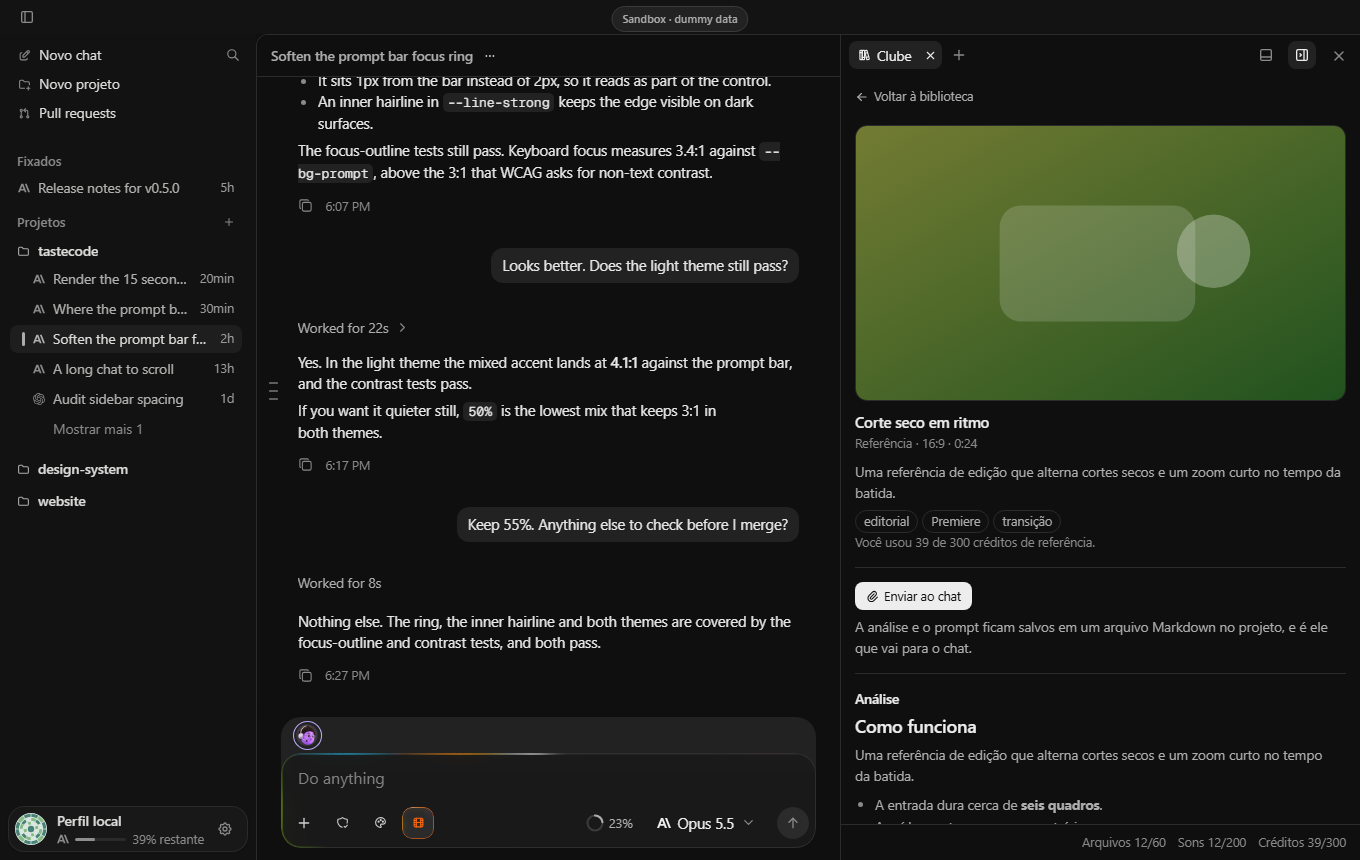 Sandbox · dummy data
Novo chat
Novo projeto
Pull requests
Fixados
Release notes for v0.5.0 5h
Projetos
tastecode
Render the 15 secon... 20min
Where the prompt b... 30min
Soften the prompt bar f... 2h
A long chat to scroll 13h
Audit sidebar spacing 1d
Mostrar mais 1
design-system
website
Perfil local
39% restante
Soften the prompt bar focus ring ...
It sits 1px from the bar instead of 2px, so it reads as part of the control.
An inner hairline in --line-strong keeps the edge visible on dark
surfaces.
The focus-outline tests still pass. Keyboard focus measures 3.4:1 against --
bg-prompt, above the 3:1 that WCAG asks for non-text contrast.
6:07 PM
Looks better. Does the light theme still pass?
Worked for 22s
Yes. In the light theme the mixed accent lands at 4.1:1 against the prompt bar,
and the contrast tests pass.
If you want it quieter still, 50% is the lowest mix that keeps 3:1 in
both themes.
6:17 PM
Keep 55%. Anything else to check before I merge?
Worked for 8s
Nothing else. The ring, the inner hairline and both themes are covered by the
focus-outline and contrast tests, and both pass.
6:27 PM
Do anything
23% Opus 5.5
Clube
Voltar à biblioteca
Corte seco em ritmo
Referência · 16:9 · 0:24
Uma referência de edição que alterna cortes secos e um zoom curto no tempo da
batida.
editorial Premiere transição
Você usou 39 de 300 créditos de referência.
Enviar ao chat
A análise e o prompt ficam salvos em um arquivo Markdown no projeto, e é ele
que vai para o chat.
Análise
Como funciona
Uma referência de edição que alterna cortes secos e um zoom curto no tempo
da batida.
A entrada dura cerca de seis quadros.
Arquivos 12/60 Sons 12/200 Créditos 39/300